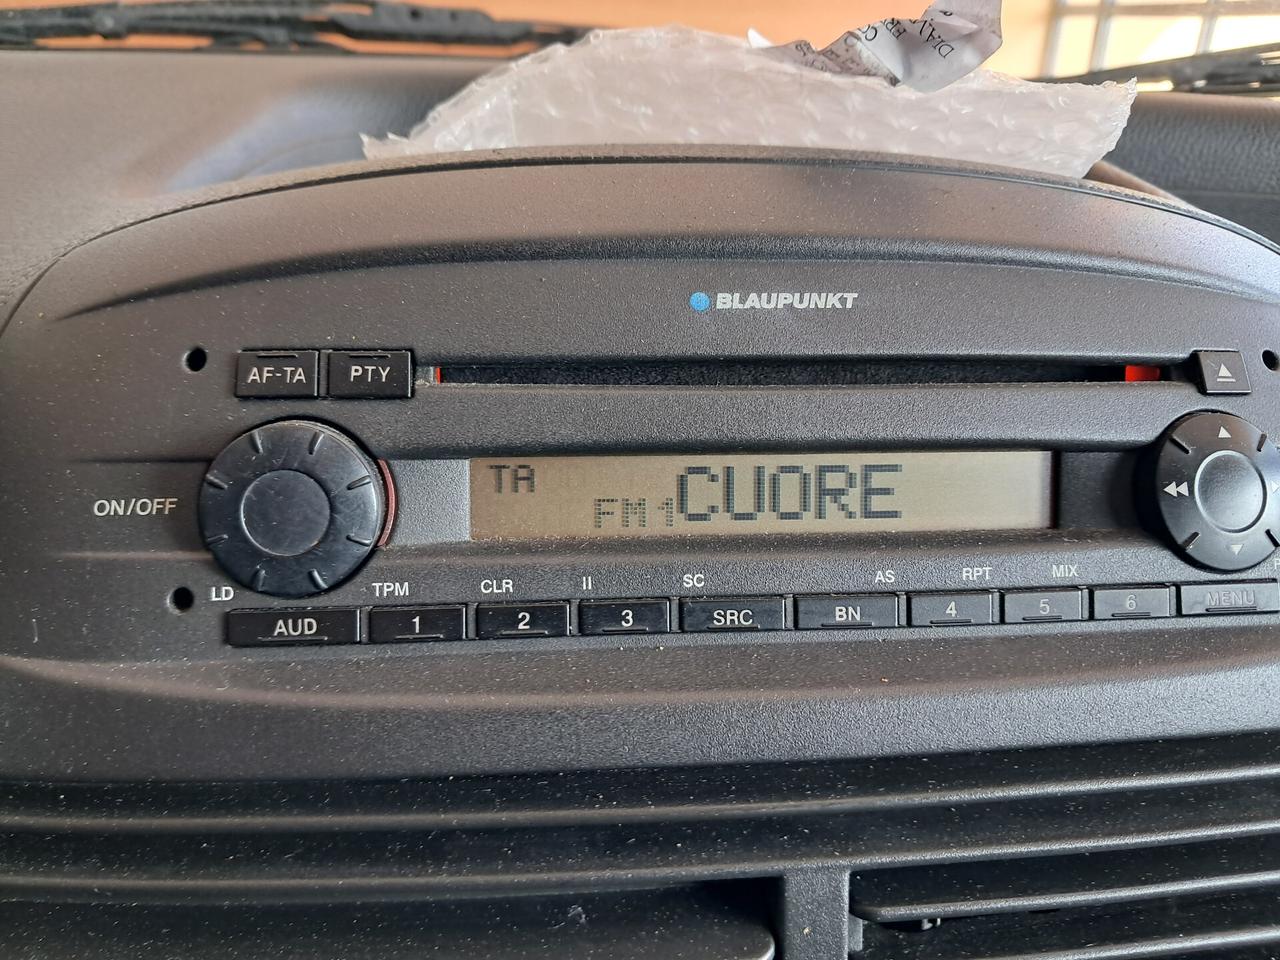 DIAVO
BLAUPUNKT
AF-TA PTY
TA
FM1 CUORE
ON/OFF
LD TPM CLR II SC AS RPT MIX
AUD 1 2 3 SRC BN 4 5 6 MENU